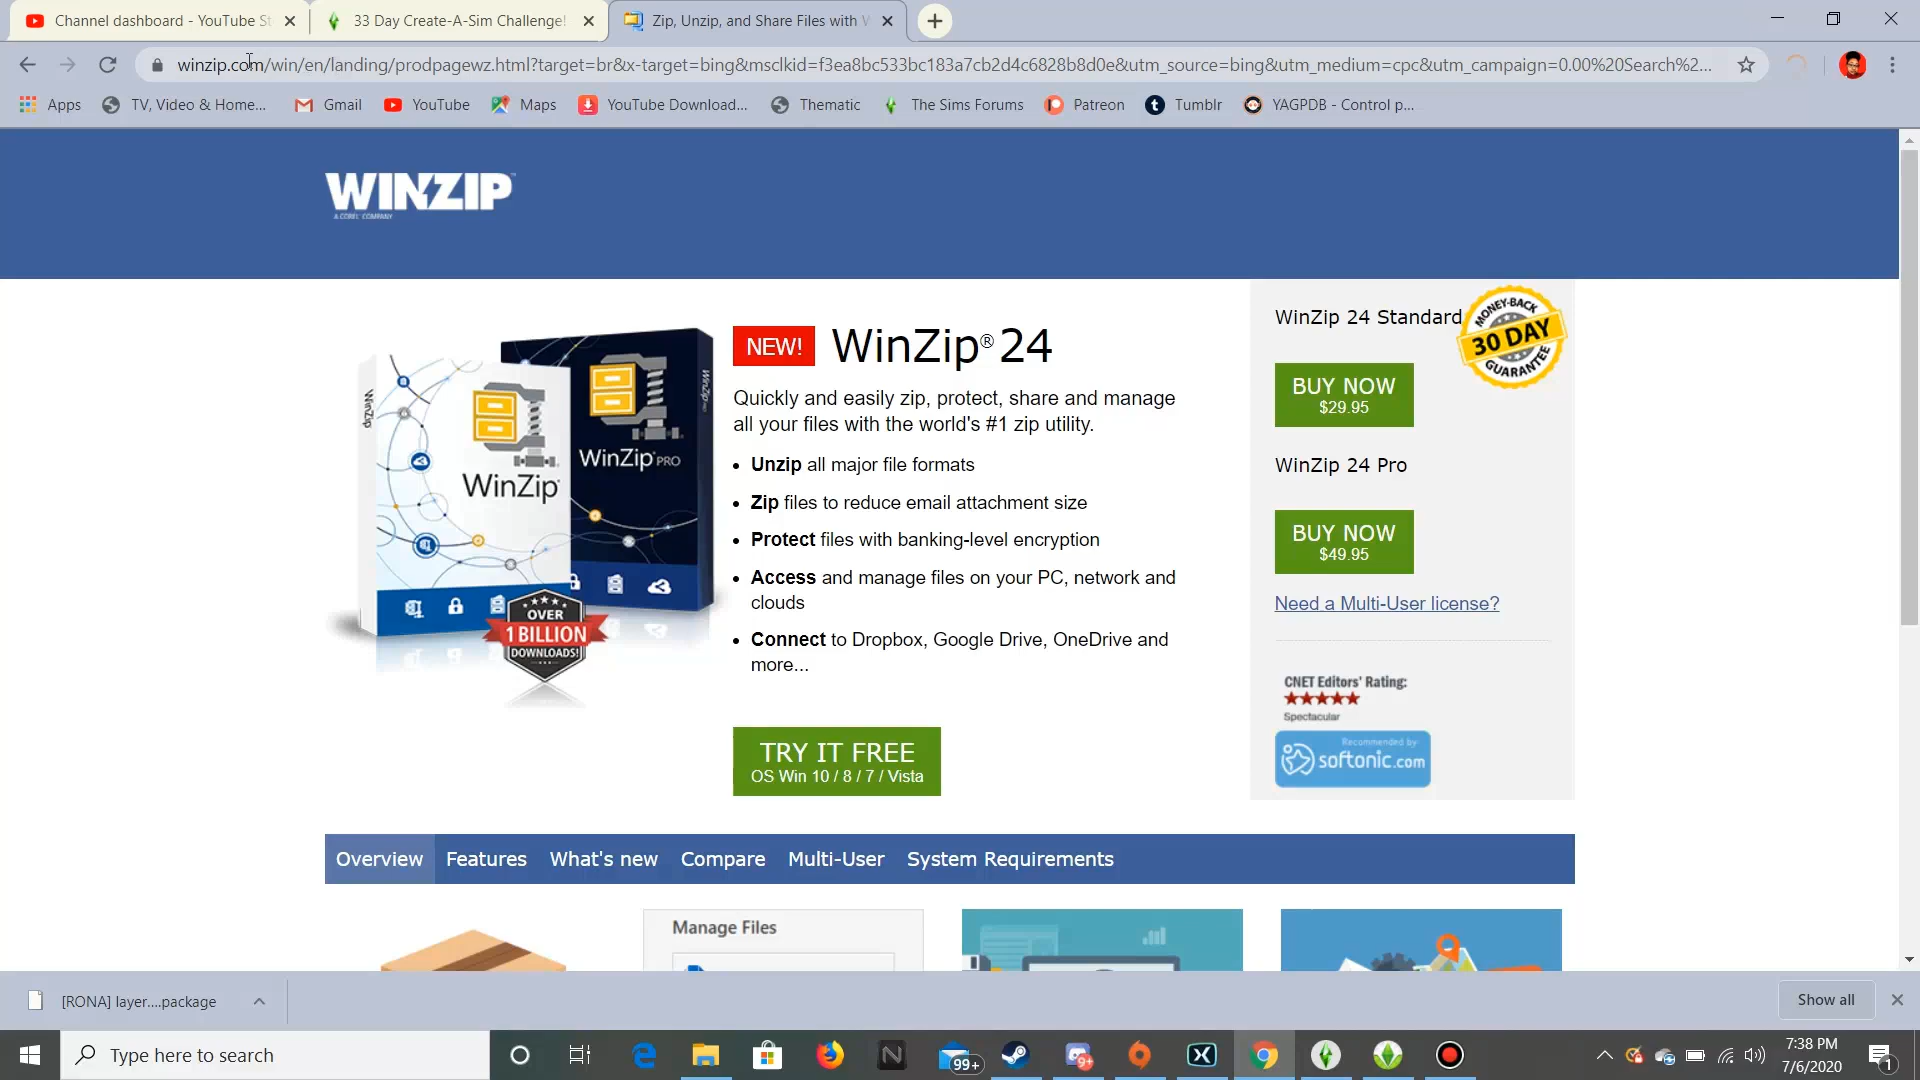 Channel dashboard - YouTube St
33 Day Create-A-Sim Challenge!
Zip, Unzip, and Share Files with W
winzip.com/win/en/landing/prodpagewz.html?target=br&x-target=bing&msclkid=f3ea8bc533bc183a7cb2d4c6828b8d0e&utm_source=bing&utm_medium=cpc&utm_campaign=0.00%20Search%2...
Apps
TV, Video & Home...
Gmail
YouTube
Maps
YouTube Download...
Thematic
The Sims Forums
Patreon
Tumblr
YAGPDB - Control p...
WINZIP
A COREL COMPANY
NEW!
WinZip® 24
Quickly and easily zip, protect, share and manage
all your files with the world's #1 zip utility.
• Unzip all major file formats
• Zip files to reduce email attachment size
• Protect files with banking-level encryption
• Access and manage files on your PC, network and
clouds
• Connect to Dropbox, Google Drive, OneDrive and
more...
TRY IT FREE
OS Win 10 / 8 / 7 / Vista
WinZip
WinZip
WinZip PRO
WinZip PRO
OVER
1 BILLION
DOWNLOADS!
WinZip 24 Standard
MONEY-BACK
30 DAY
GUARANTEE
BUY NOW
$29.95
WinZip 24 Pro
BUY NOW
$49.95
Need a Multi-User license?
CNET Editors' Rating:
Spectacular
Recommended by:
softonic.com
Overview
Features
What's new
Compare
Multi-User
System Requirements
Manage Files
[RONA] layer....package
Show all
Type here to search
99+
9+
7:38 PM
7/6/2020
1